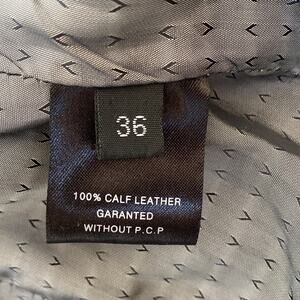 36
100% CALF LEATHER
GARANTED
WITHOUT P.C.P